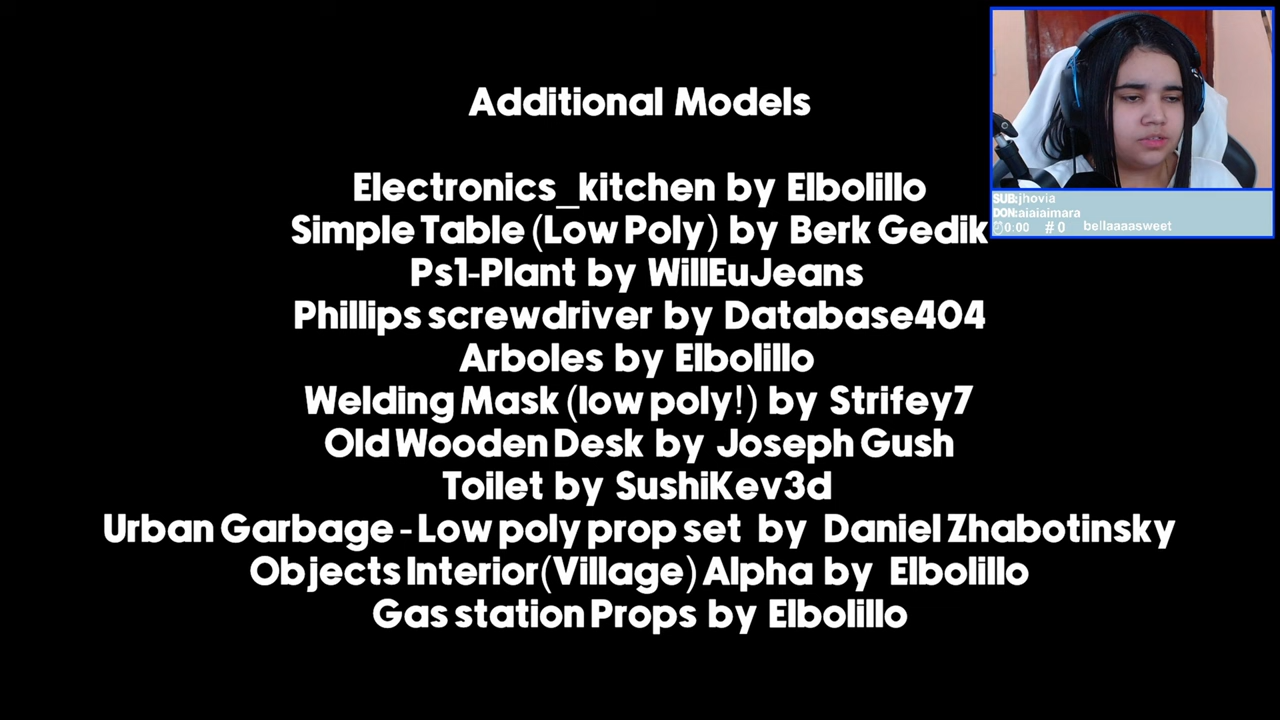 Additional Models
Electronics_kitchen by Elbolillo
Simple Table (Low Poly) by Berk Gedik
Ps1-Plant by WillEuJeans
Phillips screwdriver by Database404
Arboles by Elbolillo
Welding Mask (low poly!) by Strifey7
Old Wooden Desk by Joseph Gush
Toilet by SushiKev3d
Urban Garbage - Low poly prop set by Daniel Zhabotinsky
Objects Interior(Village) Alpha by Elbolillo
Gas station Props by Elbolillo
SUB:jhovia
DON:aiaiaimara
0:00 #0 bellaaaasweet